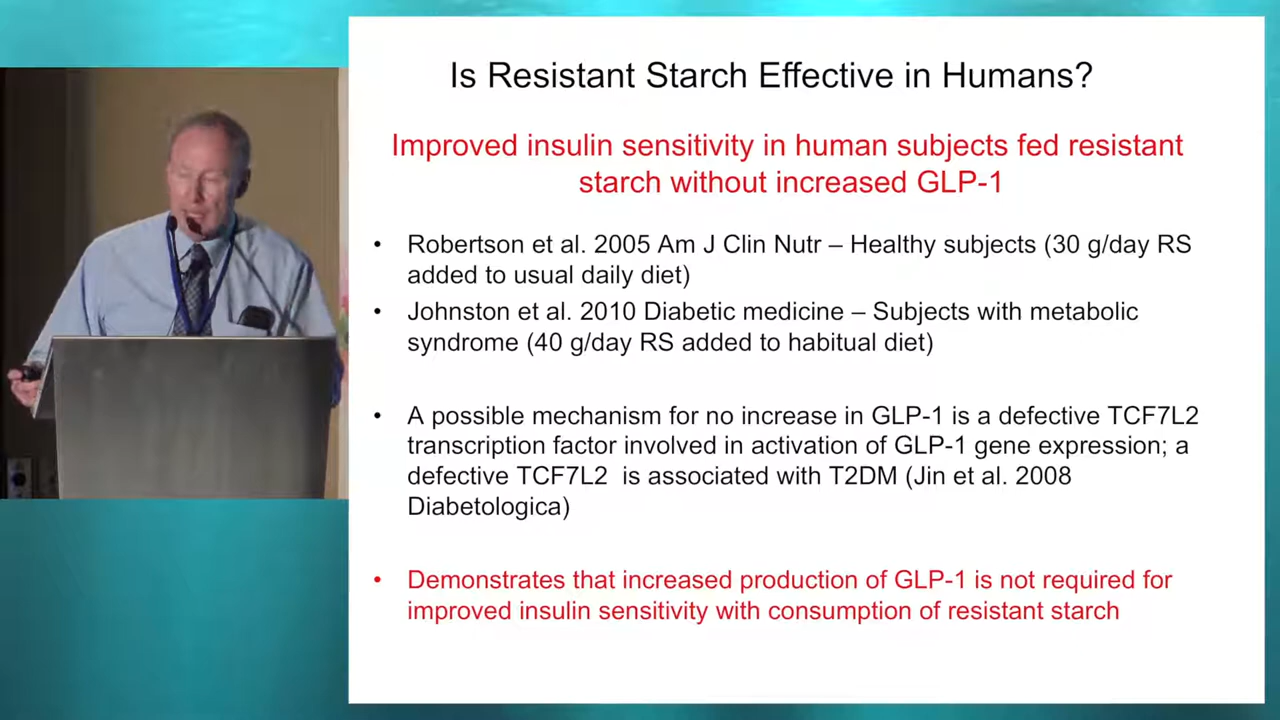 Is Resistant Starch Effective in Humans?
Improved insulin sensitivity in human subjects fed resistant
starch without increased GLP-1
• Robertson et al. 2005 Am J Clin Nutr – Healthy subjects (30 g/day RS
added to usual daily diet)
• Johnston et al. 2010 Diabetic medicine – Subjects with metabolic
syndrome (40 g/day RS added to habitual diet)
• A possible mechanism for no increase in GLP-1 is a defective TCF7L2
transcription factor involved in activation of GLP-1 gene expression; a
defective TCF7L2 is associated with T2DM (Jin et al. 2008
Diabetologica)
• Demonstrates that increased production of GLP-1 is not required for
improved insulin sensitivity with consumption of resistant starch